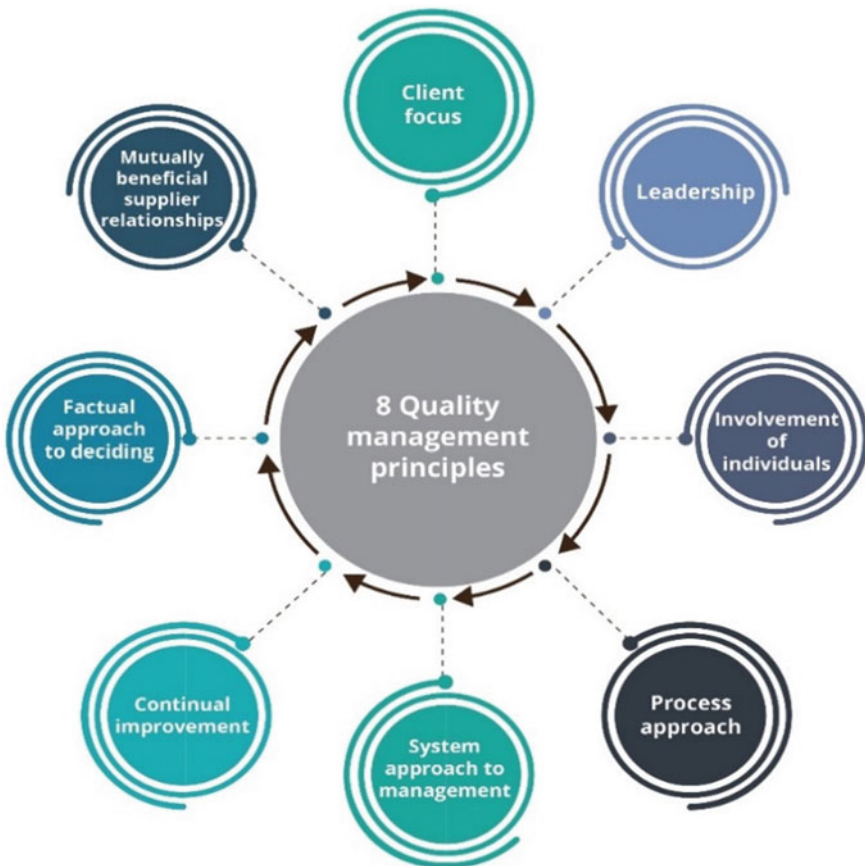 Client
focus
Leadership
Involvement
of
individuals
Process
approach
System
approach to
management
Continual
improvement
Factual
approach
to deciding
Mutually
beneficial
supplier
relationships
8 Quality
management
principles